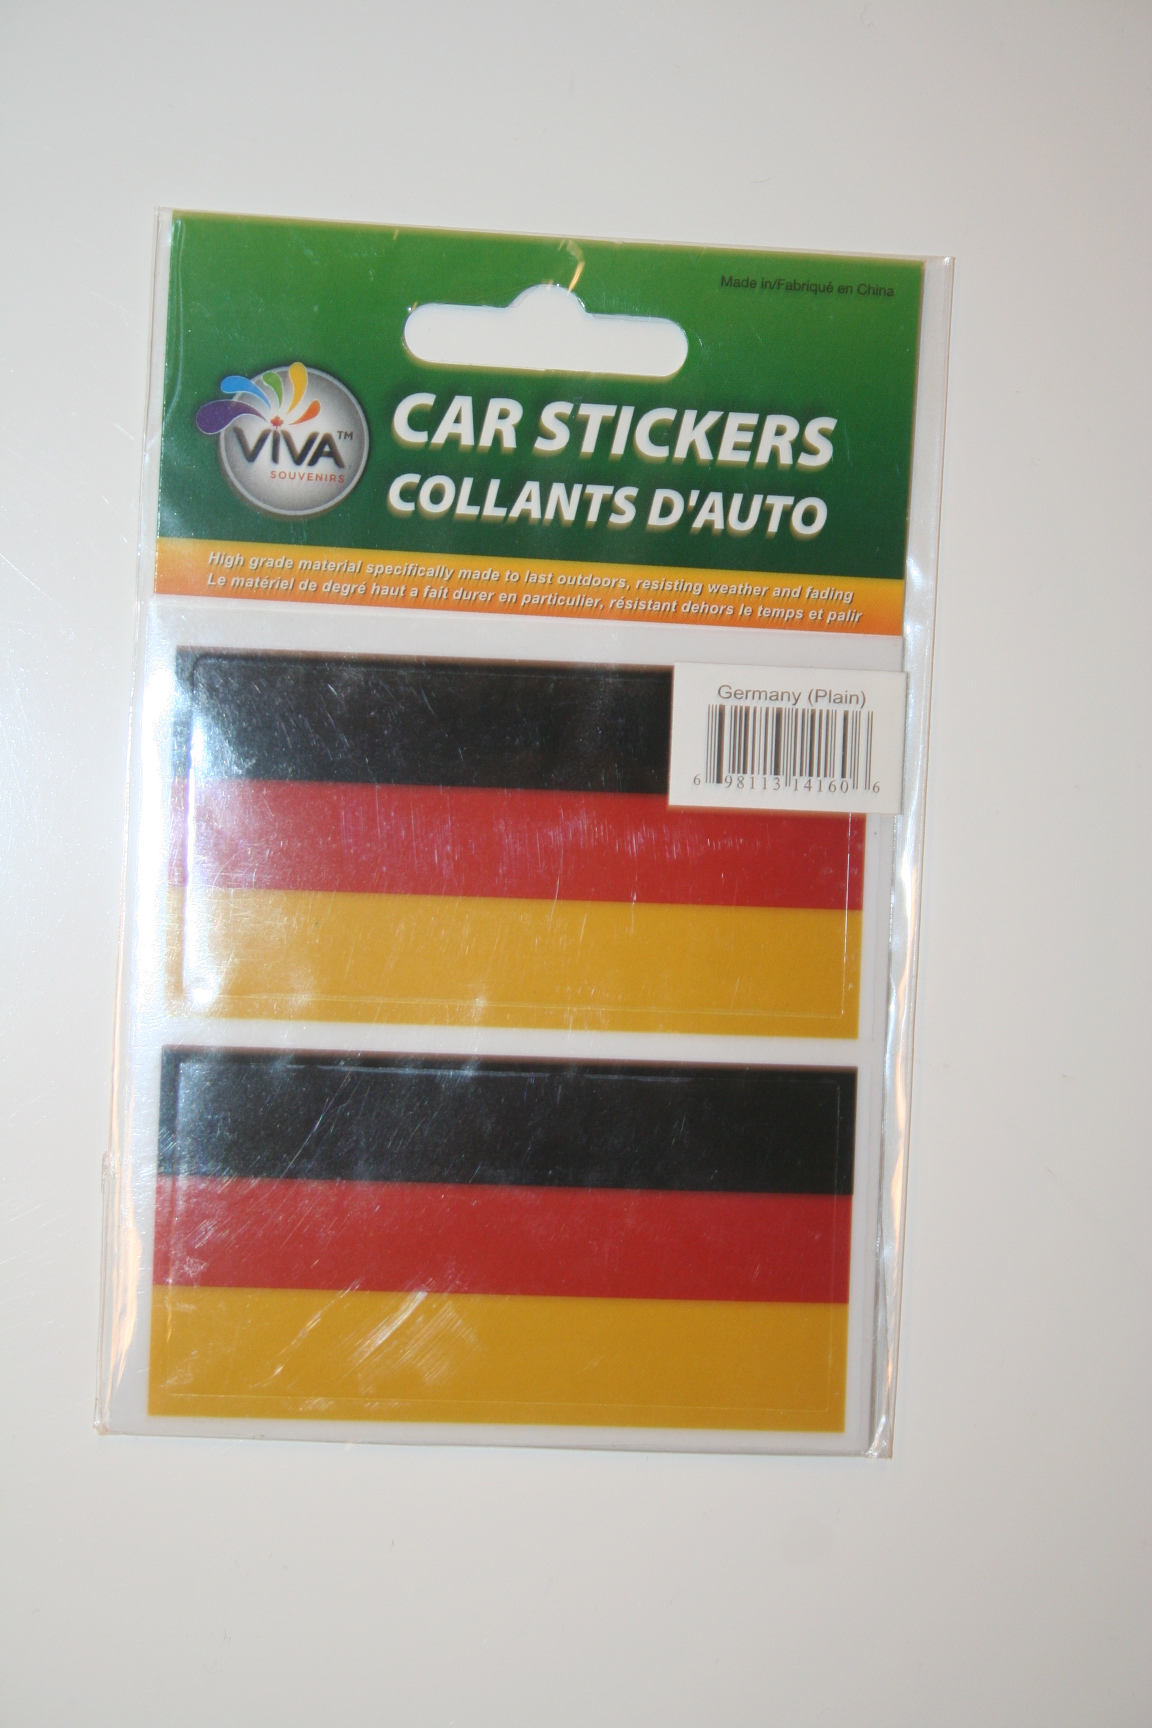 Made in/Fabriqué en China
VIVA™
SOUVENIRS
CAR STICKERS
COLLANTS D'AUTO
High grade material specifically made to last outdoors, resisting weather and fading
Le matériel de degré haut a fait durer en particulier, résistant dehors le temps et palir
Germany (Plain)
6 98113 14160 6